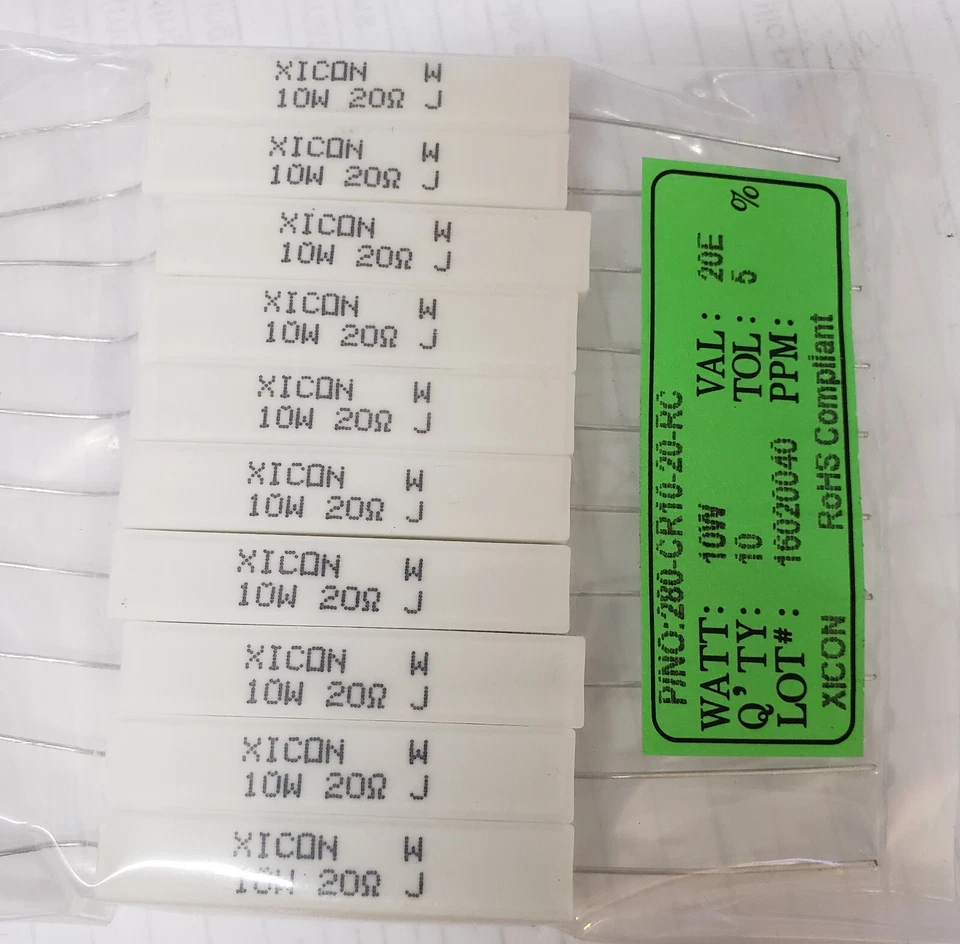 XICON W
10W 20Ω J
XICON W
10W 20Ω J
XICON W
10W 20Ω J
XICON W
10W 20Ω J
XICON W
10W 20Ω J
XICON W
10W 20Ω J
XICON W
10W 20Ω J
XICON W
10W 20Ω J
XICON W
10W 20Ω J
XICON W
10W 20Ω J
P/NO:280-CR10-20-RC
WATT: 10W VAL: 20E
Q'TY: 10 TOL: 5 %
LOT#: 16020040 PPM:
XICON RoHS Compliant